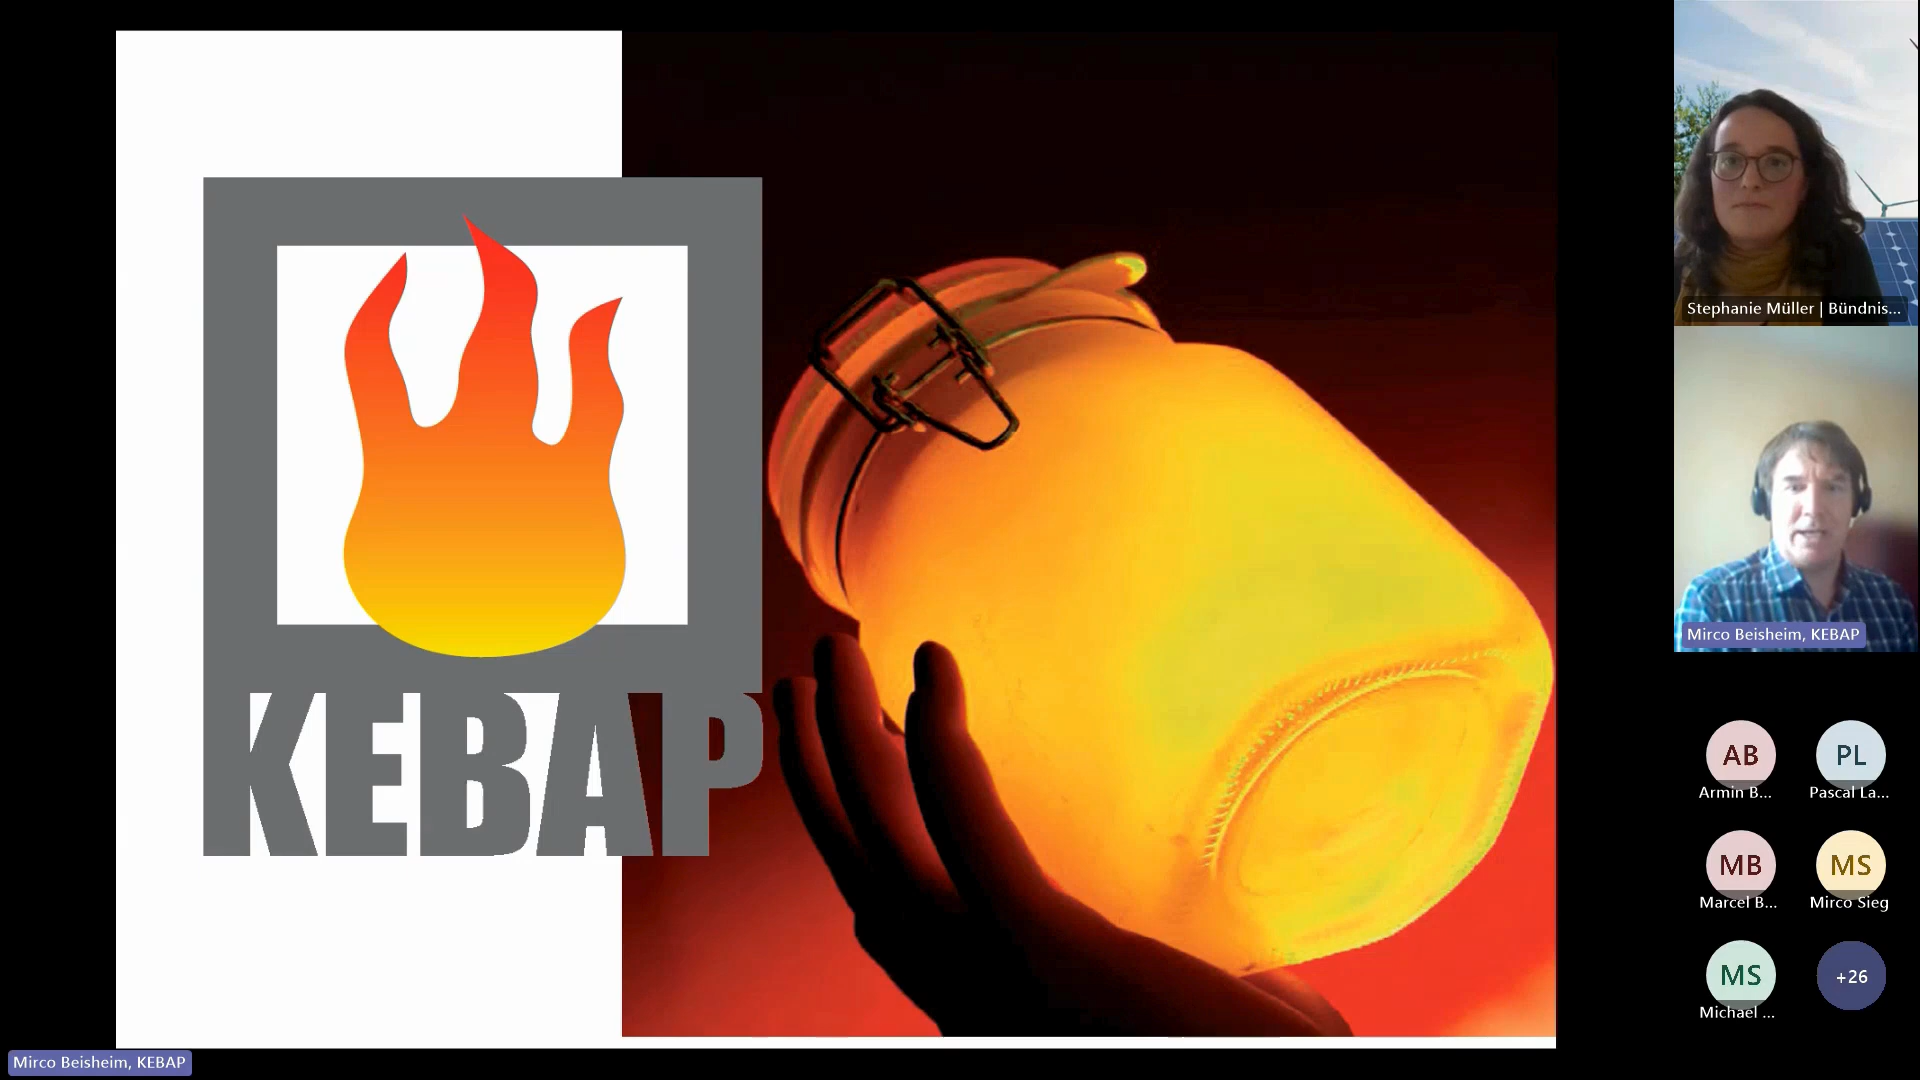 KEBAP
Stephanie Müller | Bündnis...
Mirco Beisheim, KEBAP
AB
Armin B...
PL
Pascal La...
MB
Marcel B...
MS
Mirco Sieg
MS
Michael ...
+26
Mirco Beisheim, KEBAP